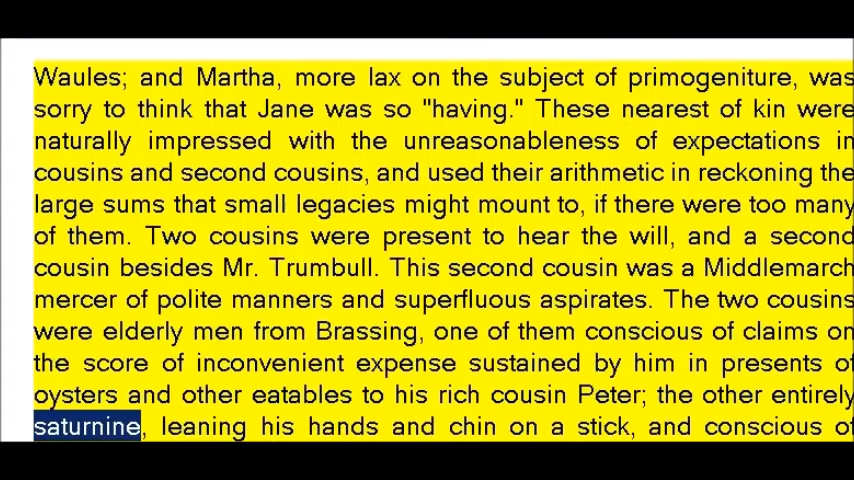 Waules; and Martha, more lax on the subject of primogeniture, was
sorry to think that Jane was so "having." These nearest of kin were
naturally impressed with the unreasonableness of expectations in
cousins and second cousins, and used their arithmetic in reckoning the
large sums that small legacies might mount to, if there were too many
of them. Two cousins were present to hear the will, and a second
cousin besides Mr. Trumbull. This second cousin was a Middlemarch
mercer of polite manners and superfluous aspirates. The two cousins
were elderly men from Brassing, one of them conscious of claims on
the score of inconvenient expense sustained by him in presents of
oysters and other eatables to his rich cousin Peter; the other entirely
saturnine, leaning his hands and chin on a stick, and conscious of